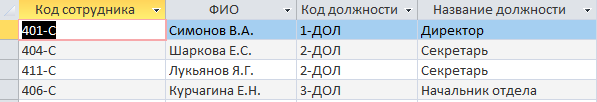 Код сотрудника ФИО Код должности Название должности
401-С Симонов В.А. 1-ДОЛ Директор
404-С Шаркова Е.С. 2-ДОЛ Секретарь
411-С Лукьянов Я.Г. 2-ДОЛ Секретарь
406-С Курчагина Е.Н. 3-ДОЛ Начальник отдела